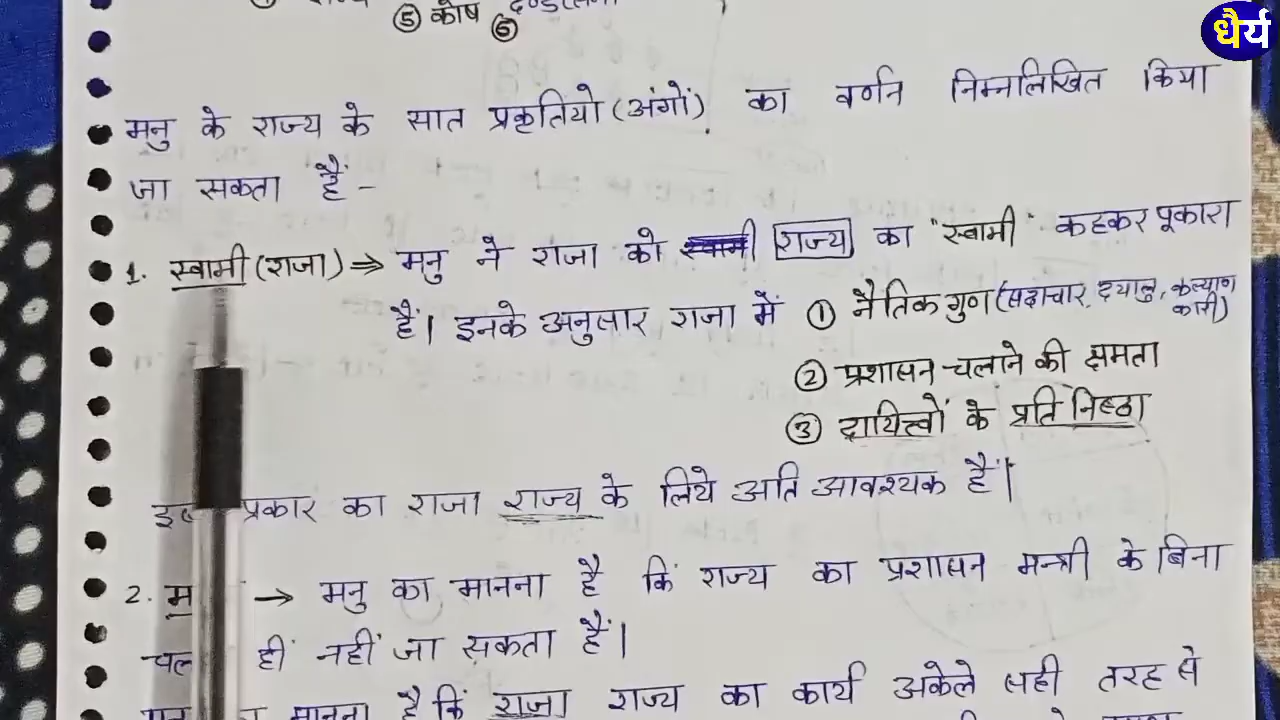 धैर्य
⑤ कोष
⑥
मनु के राज्य के सात प्रकृतियो (अंगों) का वर्णन निम्नलिखित किया
जा सकता हैं -
1. स्वामी (राजा) ⇒ मनु ने राजा को स्वामी राज्य का "स्वामी" कहकर पूकारा
हैं। इनके अनुसार राजा में ① नैतिकगुण (सदाचार, दयालु, कल्याण
कारी)
② प्रशासन चलाने की क्षमता
③ दायित्त्वों के प्रति निष्ठा
प्रकार का राजा राज्य के लिये अति आवश्यक हैं।
2. → मनु का मानना है कि राज्य का प्रशासन मन्त्री के बिना
ही नहीं जा सकता हैं।
मानना है कि राजा राज्य का कार्य अकेले सही तरह से